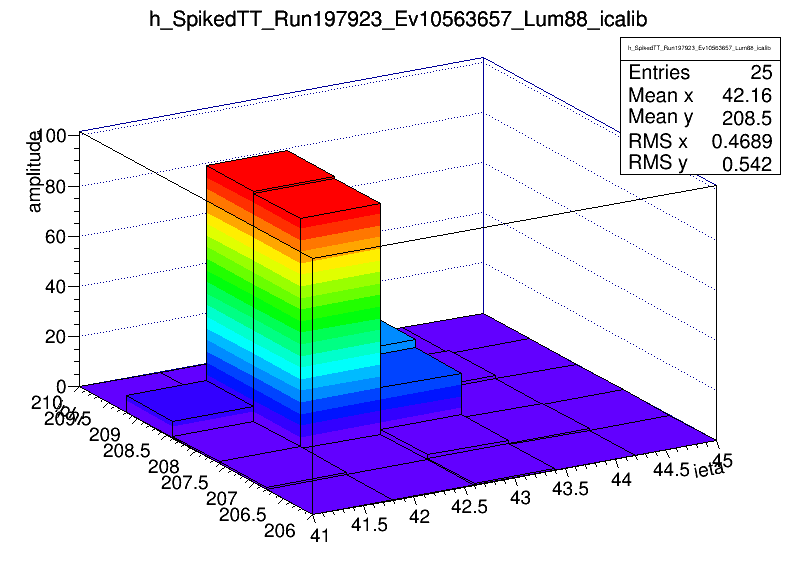 h_SpikedTT_Run197923_Ev10563657_Lum88_icalib
h_SpikedTT_Run197923_Ev10563657_Lum88_icalib
Entries 25
Mean x 42.16
Mean y 208.5
RMS x 0.4689
RMS y 0.542
amplitude
100
80
60
40
20
0
210
209.5
209
208.5
208
207.5
207
206.5
206
41
41.5
42
42.5
43
43.5
44
44.5
45
ieta